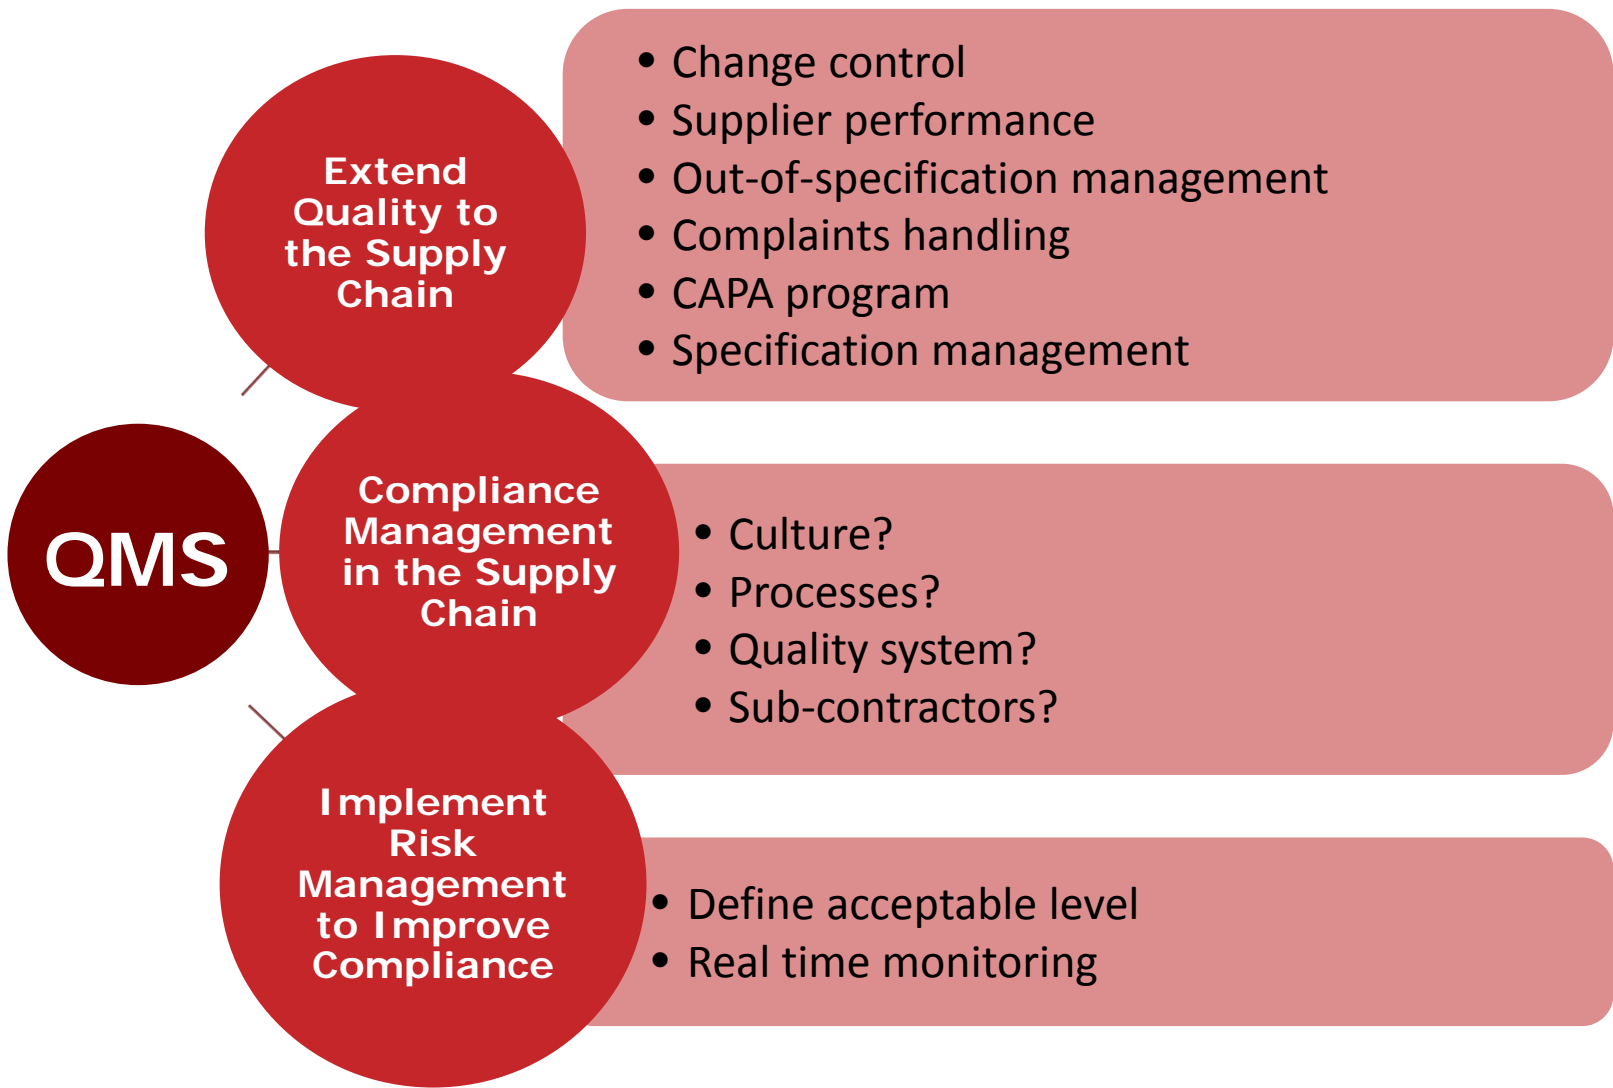 Extend
Quality to
the Supply
Chain
• Change control
• Supplier performance
• Out-of-specification management
• Complaints handling
• CAPA program
• Specification management
QMS
Compliance
Management
in the Supply
Chain
• Culture?
• Processes?
• Quality system?
• Sub-contractors?
Implement
Risk
Management
to Improve
Compliance
• Define acceptable level
• Real time monitoring